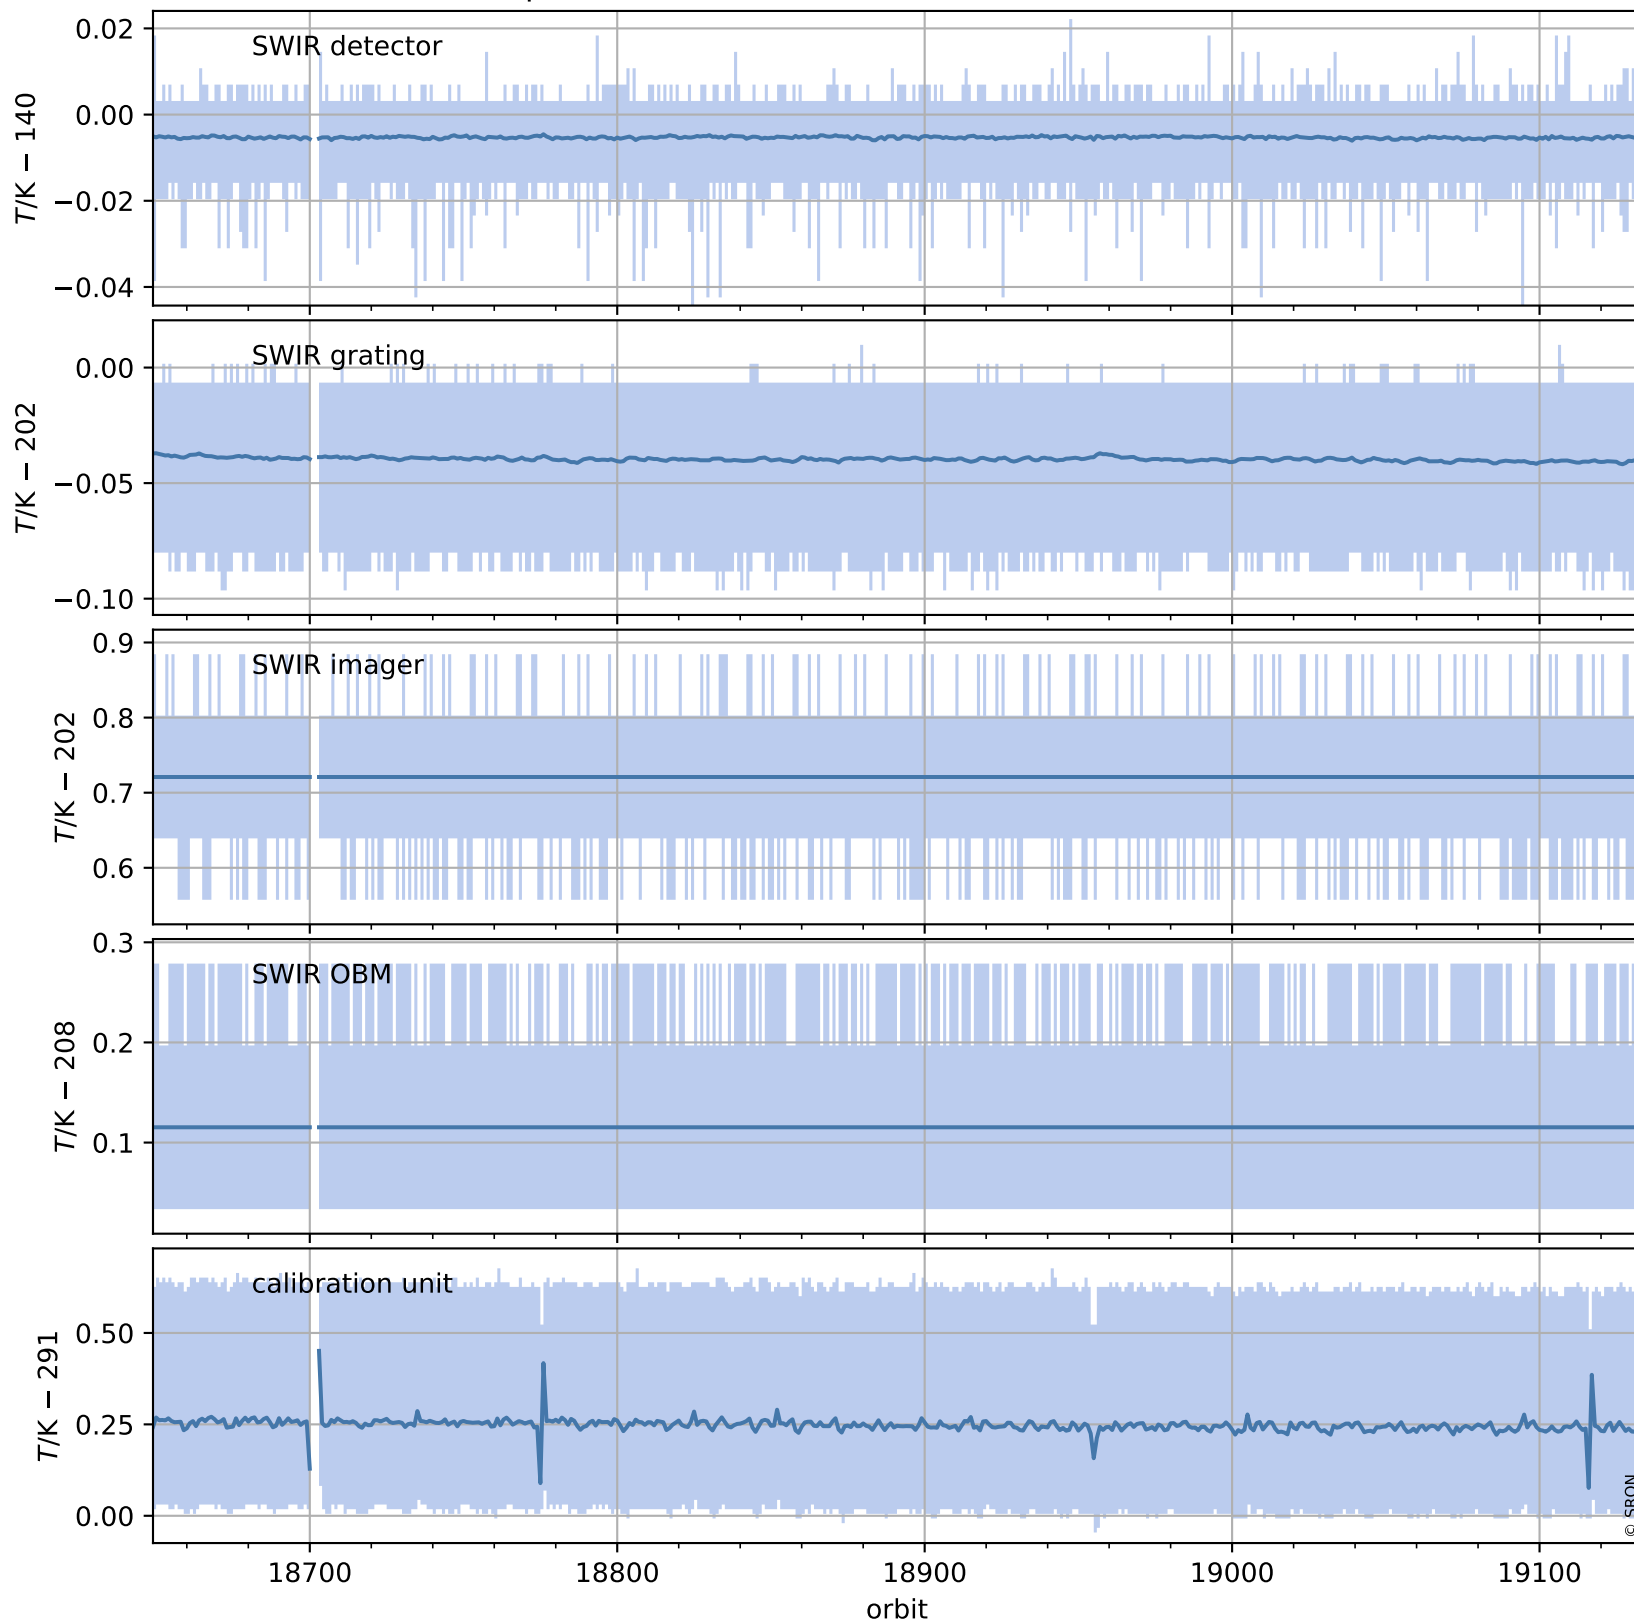 0.02
SWIR detector
0.00
−0.02
−0.04
T/K − 140
0.00
SWIR grating
−0.05
−0.10
T/K − 202
0.9
SWIR imager
0.8
0.7
0.6
T/K − 202
0.3
SWIR OBM
0.2
0.1
T/K − 208
calibration unit
0.50
0.25
0.00
T/K − 291
© SRON
18700 18800 18900 19000 19100
orbit